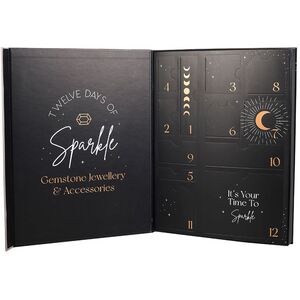 TWELVE DAYS OF
Sparkle
Gemstone Jewellery
& Accessories
4 1 3 8
2 9 6 7
10
5
It's Your
Time To
Sparkle
11 12